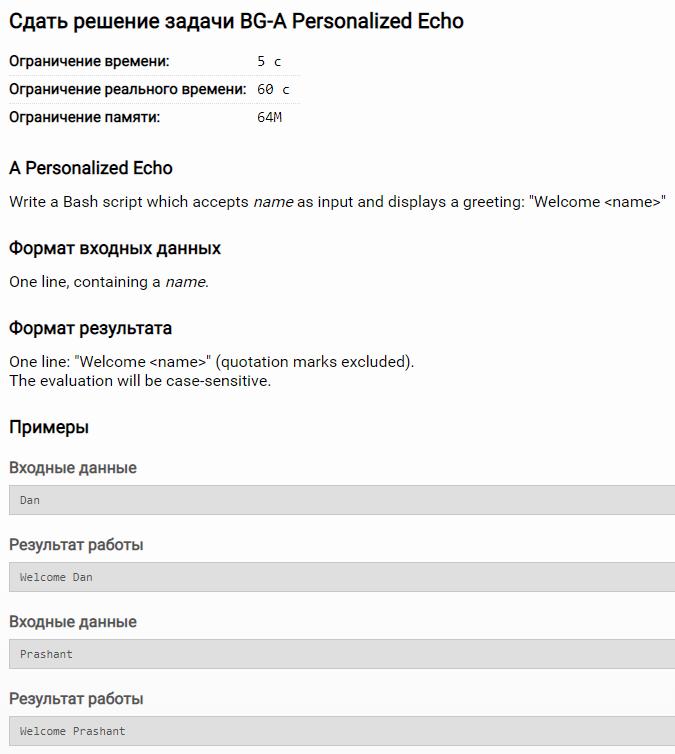 Сдать решение задачи BG-A Personalized Echo
Ограничение времени: 5 с
Ограничение реального времени: 60 с
Ограничение памяти: 64M
A Personalized Echo
Write a Bash script which accepts name as input and displays a greeting: "Welcome <name>"
Формат входных данных
One line, containing a name.
Формат результата
One line: "Welcome <name>" (quotation marks excluded).
The evaluation will be case-sensitive.
Примеры
Входные данные
Dan
Результат работы
Welcome Dan
Входные данные
Prashant
Результат работы
Welcome Prashant